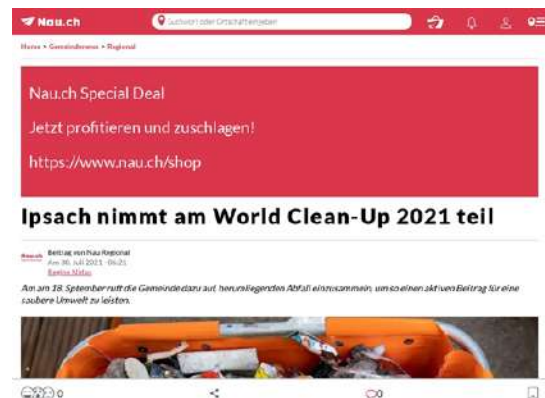 Nau.ch
Suchwort oder Ortschaft eingeben
Home > Gemeindenews > Regional
Nau.ch Special Deal
Jetzt profitieren und zuschlagen!
https://www.nau.ch/shop
Ipsach nimmt am World Clean-Up 2021 teil
Nau.ch
Beitrag von Nau Regional
Am 30. Juli 2021 - 06:21
Am am 18. Sptember ruft die Gemeinde dazu auf, herumliegenden Abfall einzusammeln, um so einen aktiven Beitrag für eine
saubere Umwelt zu leisten.
0
0